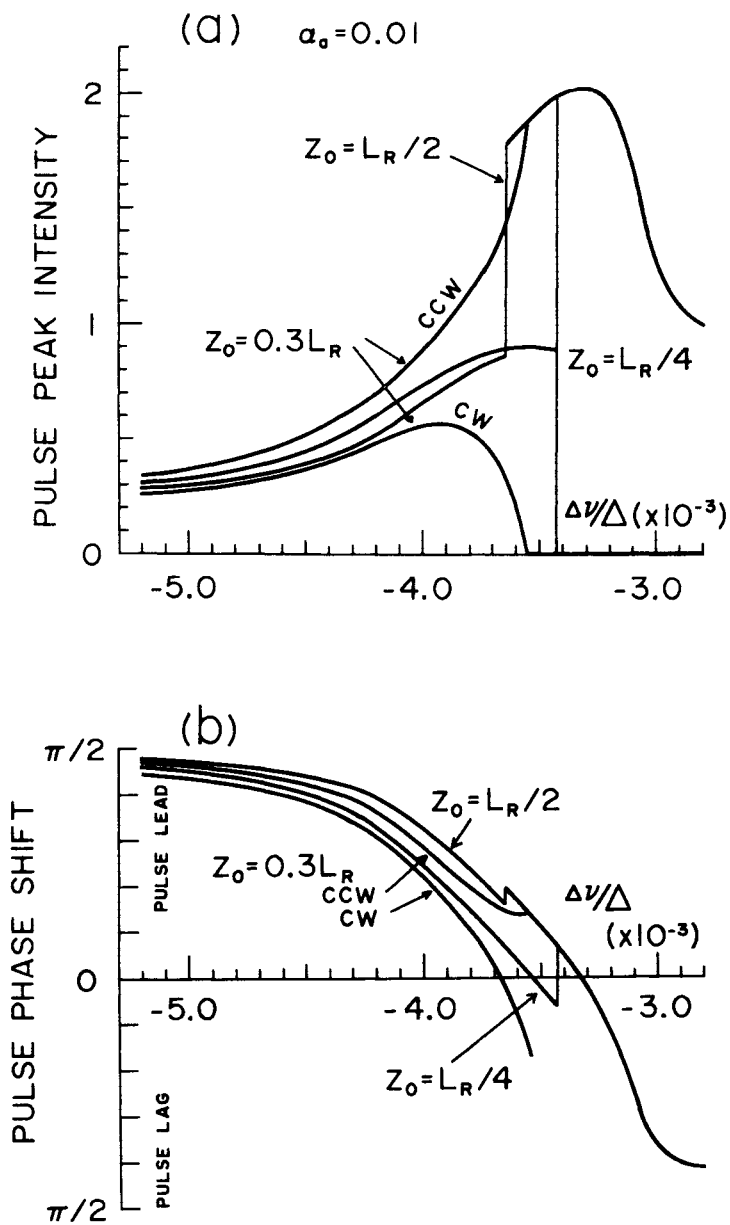 (a) αₐ=0.01
PULSE PEAK INTENSITY
2
1
0
Z₀=L_R/2
CCW
Z₀=0.3L_R
Z₀=L_R/4
CW
Δν/Δ (x10⁻³)
-5.0 -4.0 -3.0
(b)
PULSE PHASE SHIFT
π/2
0
π/2
PULSE LEAD
PULSE LAG
Z₀=L_R/2
Z₀=0.3L_R
CCW
CW
Δν/Δ
(x10⁻³)
-5.0 -4.0 -3.0
Z₀=L_R/4